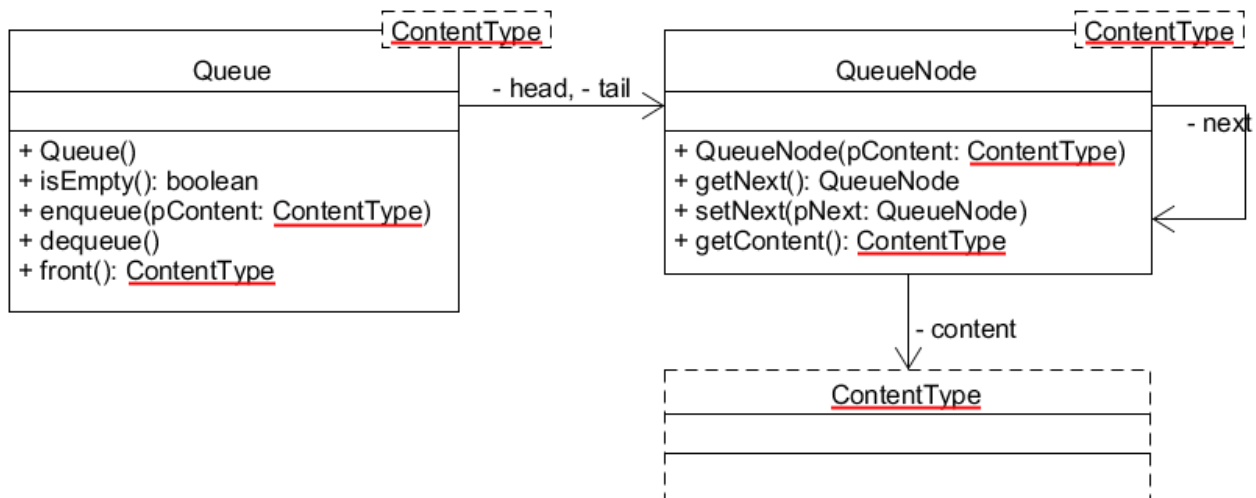 ContentType
Queue
+ Queue()
+ isEmpty(): boolean
+ enqueue(pContent: ContentType)
+ dequeue()
+ front(): ContentType
- head, - tail
ContentType
QueueNode
+ QueueNode(pContent: ContentType)
+ getNext(): QueueNode
+ setNext(pNext: QueueNode)
+ getContent(): ContentType
- next
- content
ContentType